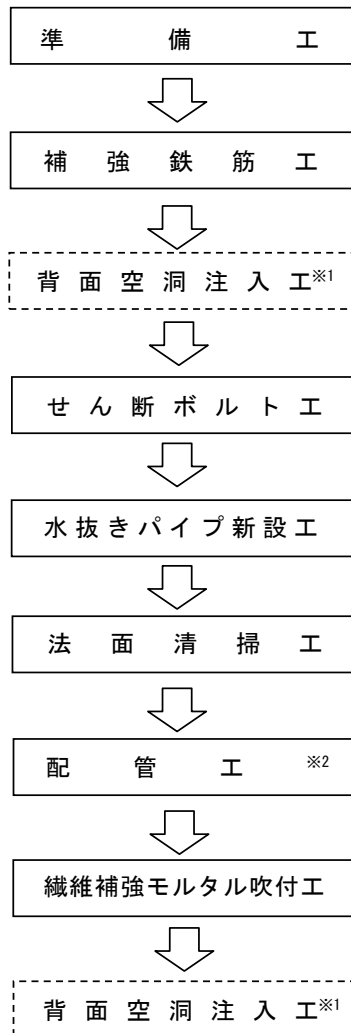 準備工
補強鉄筋工
背面空洞注入工※1
せん断ボルト工
水抜きパイプ新設工
法面清掃工
配管工 ※2
繊維補強モルタル吹付工
背面空洞注入工※1